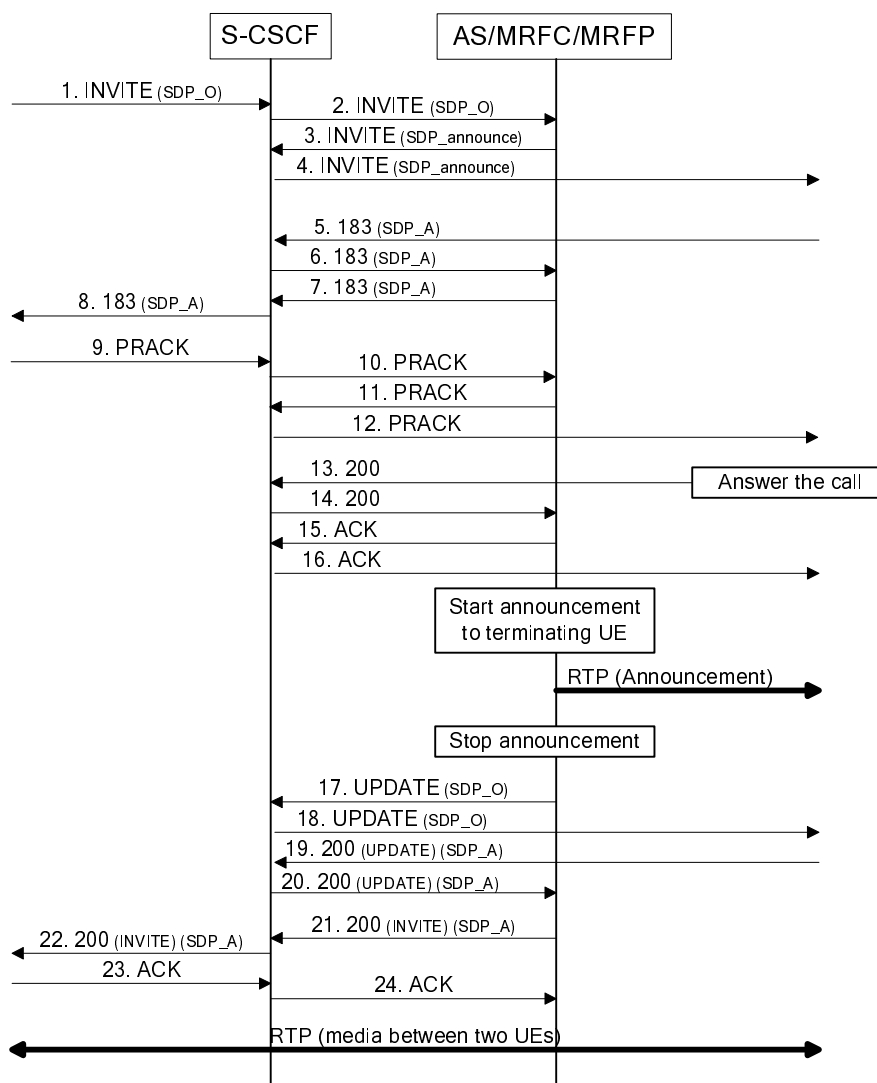 S-CSCF
AS/MRFC/MRFP
1. INVITE (SDP_O)
2. INVITE (SDP_O)
3. INVITE (SDP_announce)
4. INVITE (SDP_announce)
5. 183 (SDP_A)
6. 183 (SDP_A)
7. 183 (SDP_A)
8. 183 (SDP_A)
9. PRACK
10. PRACK
11. PRACK
12. PRACK
13. 200
Answer the call
14. 200
15. ACK
16. ACK
Start announcement
to terminating UE
RTP (Announcement)
Stop announcement
17. UPDATE (SDP_O)
18. UPDATE (SDP_O)
19. 200 (UPDATE) (SDP_A)
20. 200 (UPDATE) (SDP_A)
21. 200 (INVITE) (SDP_A)
22. 200 (INVITE) (SDP_A)
23. ACK
24. ACK
RTP (media between two UEs)